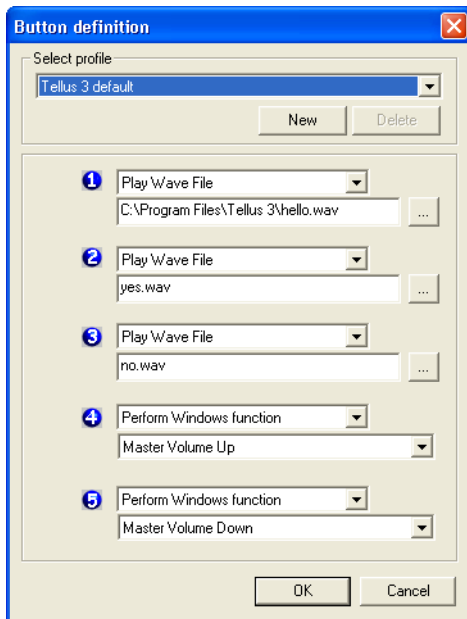 Button definition
Select profile
Tellus 3 default
New Delete
1 Play Wave File
C:\Program Files\Tellus 3\hello.wav ...
2 Play Wave File
yes.wav ...
3 Play Wave File
no.wav ...
4 Perform Windows function
Master Volume Up
5 Perform Windows function
Master Volume Down
OK Cancel